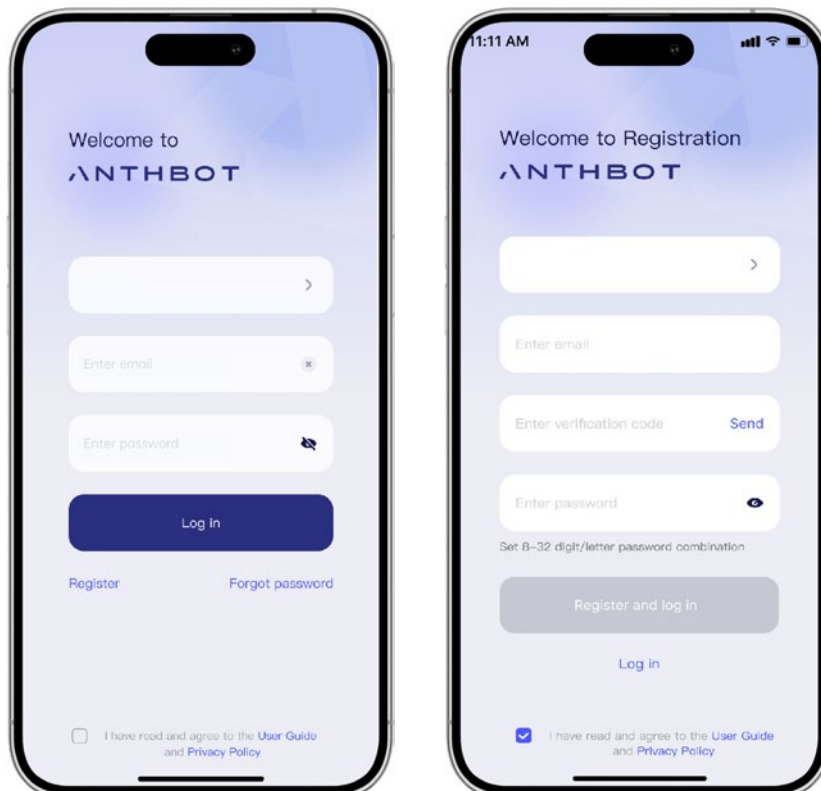 Welcome to
ANTHBOT
Enter email
Enter password
Log in
Register
Forgot password
I have read and agree to the User Guide
and Privacy Policy
11:11 AM
Welcome to Registration
ANTHBOT
Enter email
Enter verification code
Send
Enter password
Set 8-32 digit/letter password combination
Register and log in
Log in
I have read and agree to the User Guide
and Privacy Policy